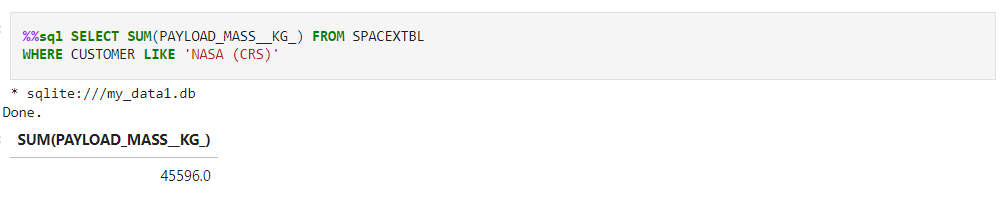 %%sql SELECT SUM(PAYLOAD_MASS__KG_) FROM SPACEXTBL
WHERE CUSTOMER LIKE 'NASA (CRS)'
* sqlite:///my_data1.db
Done.
SUM(PAYLOAD_MASS__KG_)
45596.0